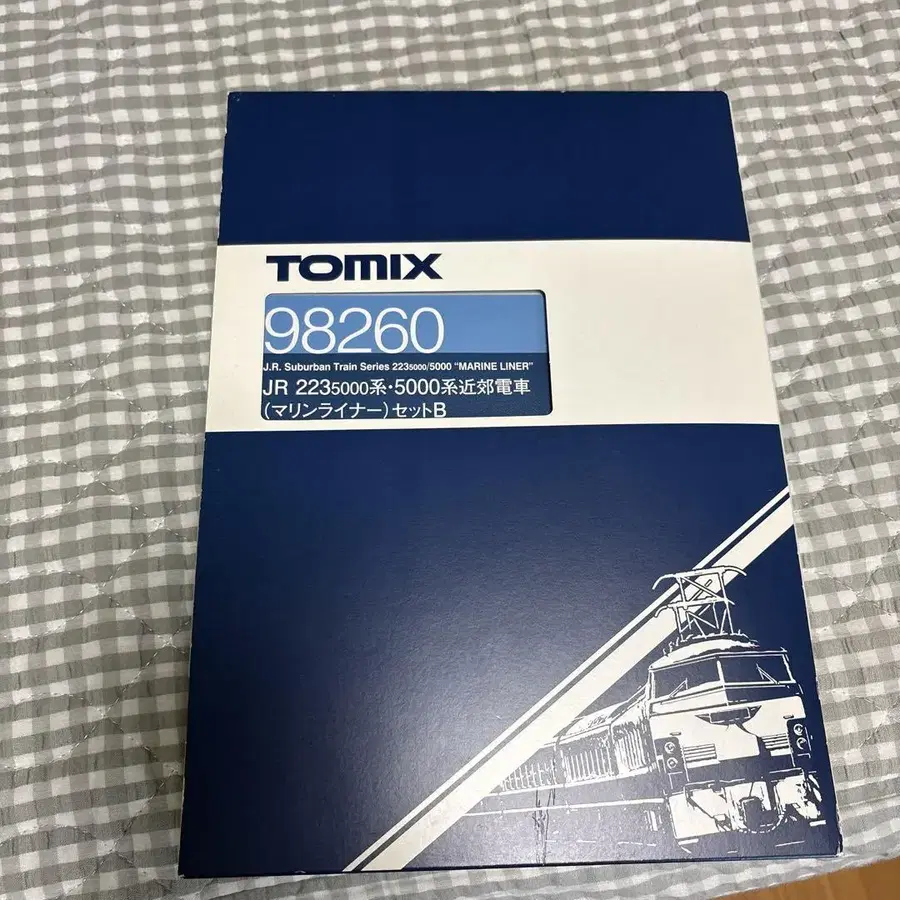 TOMIX
98260
J.R. Suburban Train Series 2235000/5000 "MARINE LINER"
JR 2235000系・5000系近郊電車
(マリンライナー)セットB